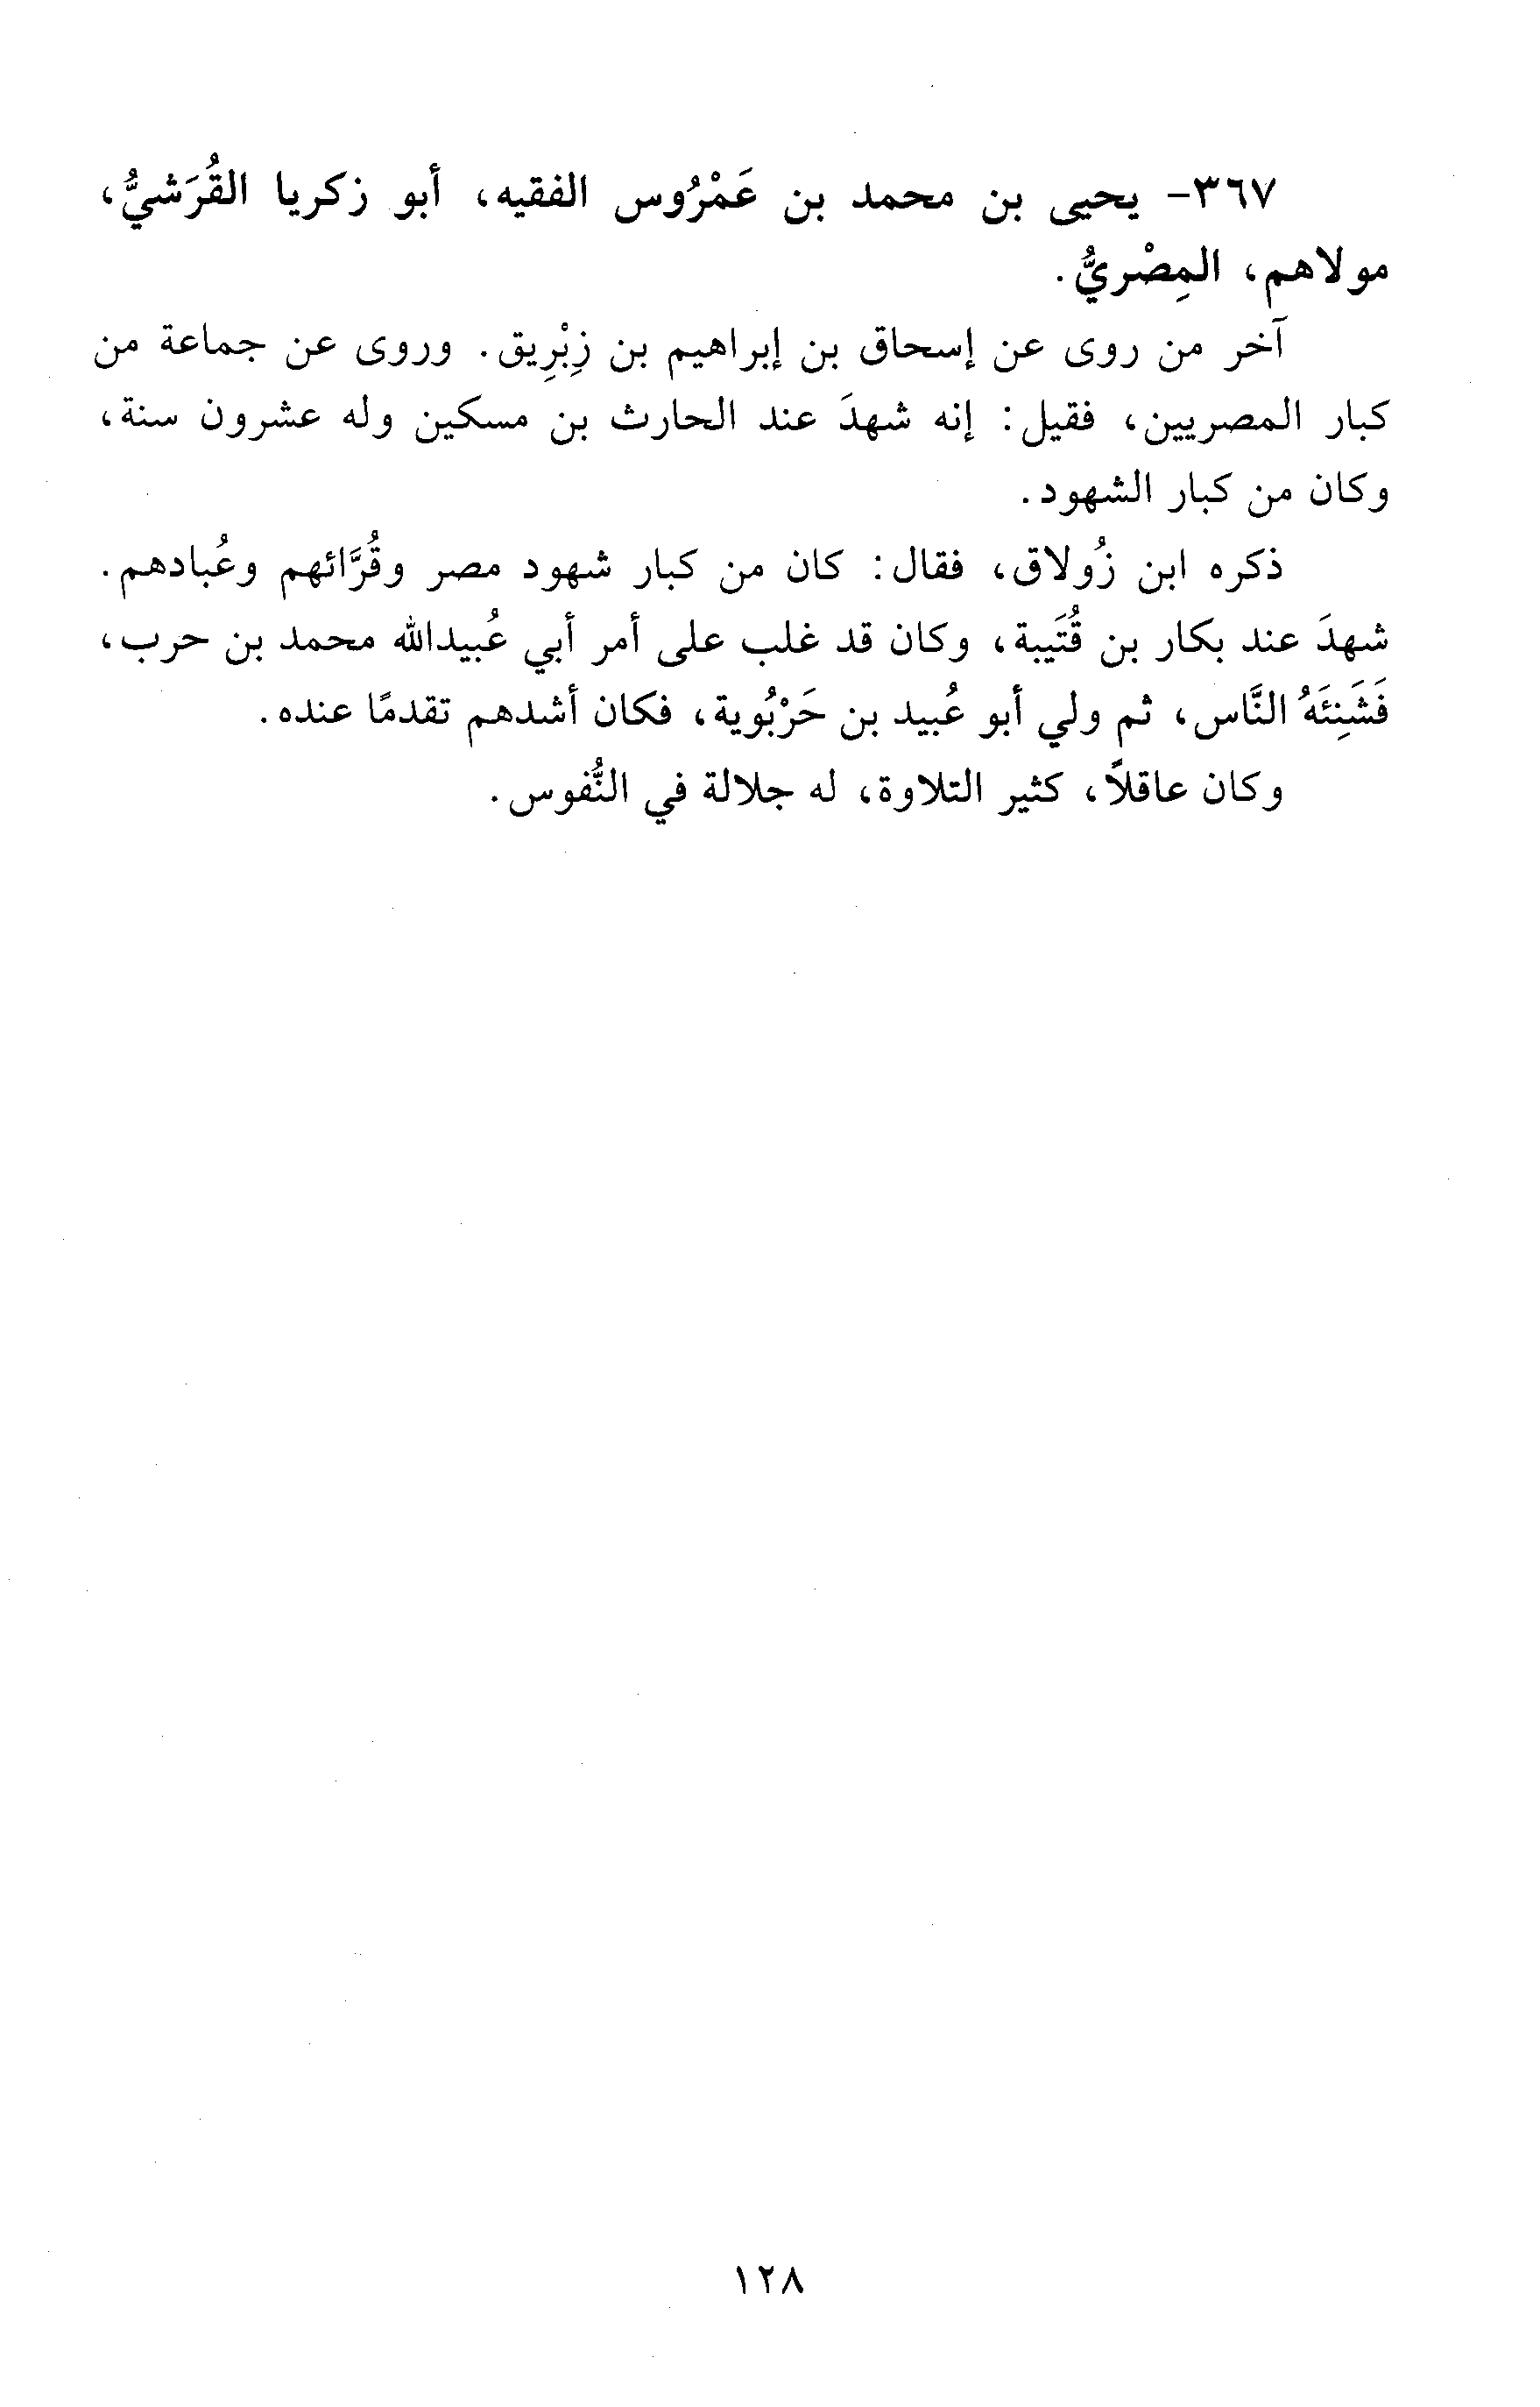 ٣٦٧- يحيى بن محمد بن عَمْرُوس الفقيه، أبو زكريا القُرَشيُّ،
مولاهم، المِصْريُّ.
آخر من روى عن إسحاق بن إبراهيم بن زِبْرِيق. وروى عن جماعة من
كبار المصريين، فقيل: إنه شهدَ عند الحارث بن مسكين وله عشرون سنة،
وكان من كبار الشهود.
ذكره ابن زُولاق، فقال: كان من كبار شهود مصر وقُرَّائهم وعُبادهم.
شهدَ عند بكار بن قُتَيبة، وكان قد غلب على أمر أبي عُبيدالله محمد بن حرب،
فَشَنِئَهُ النَّاس، ثم ولي أبو عُبيد بن حَرْبُوية، فكان أشدهم تقدمًا عنده.
وكان عاقلاً، كثير التلاوة، له جلالة في النُّفوس.
١٢٨